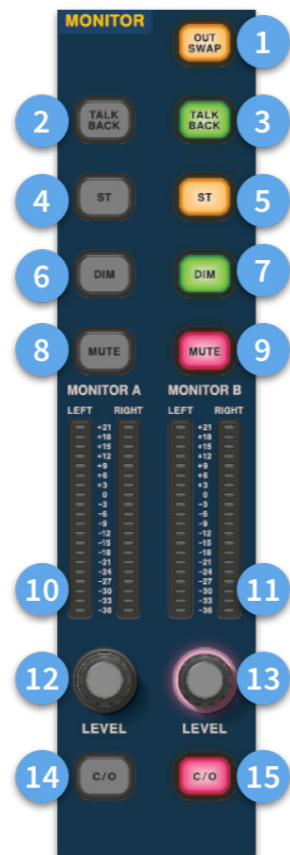 MONITOR
OUT
SWAP
1
2
TALK
BACK
TALK
BACK
3
4
ST
ST
5
6
DIM
DIM
7
8
MUTE
MUTE
9
MONITOR A
MONITOR B
LEFT RIGHT
LEFT RIGHT
+21 +21
+18 +18
+15 +15
+12 +12
+9 +9
+6 +6
+3 +3
0 0
-3 -3
-6 -6
-9 -9
-12 -12
-15 -15
-18 -18
-21 -21
-24 -24
-27 -27
-30 -30
-33 -33
-36 -36
10
11
12
13
LEVEL
LEVEL
14
C/O
C/O
15